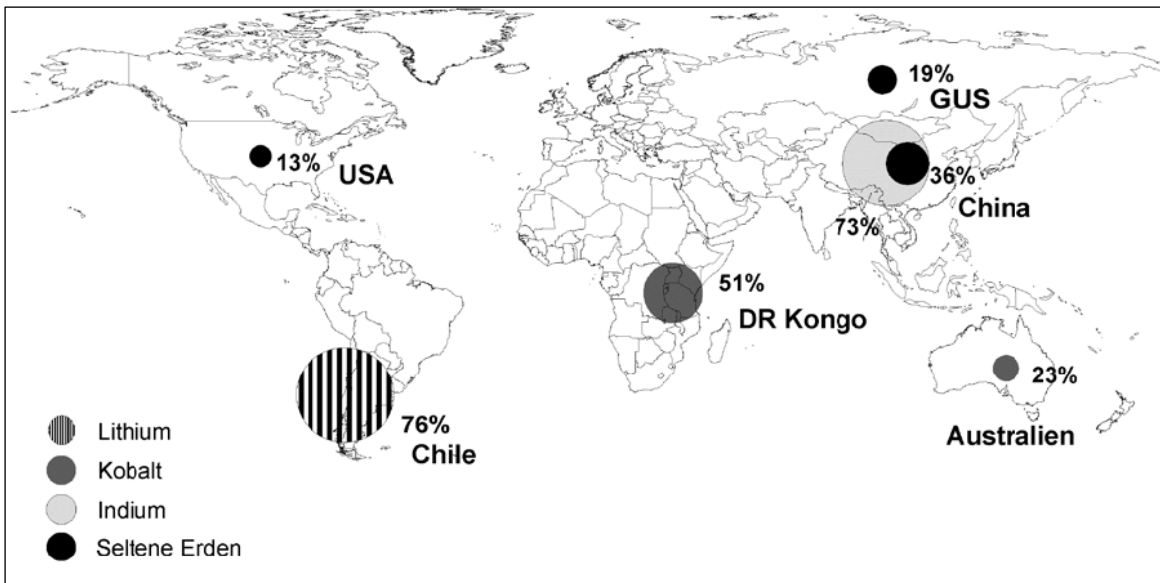 19%
GUS
13%
USA
36%
China
73%
51%
DR Kongo
23%
Australien
76%
Chile
Lithium
Kobalt
Indium
Seltene Erden